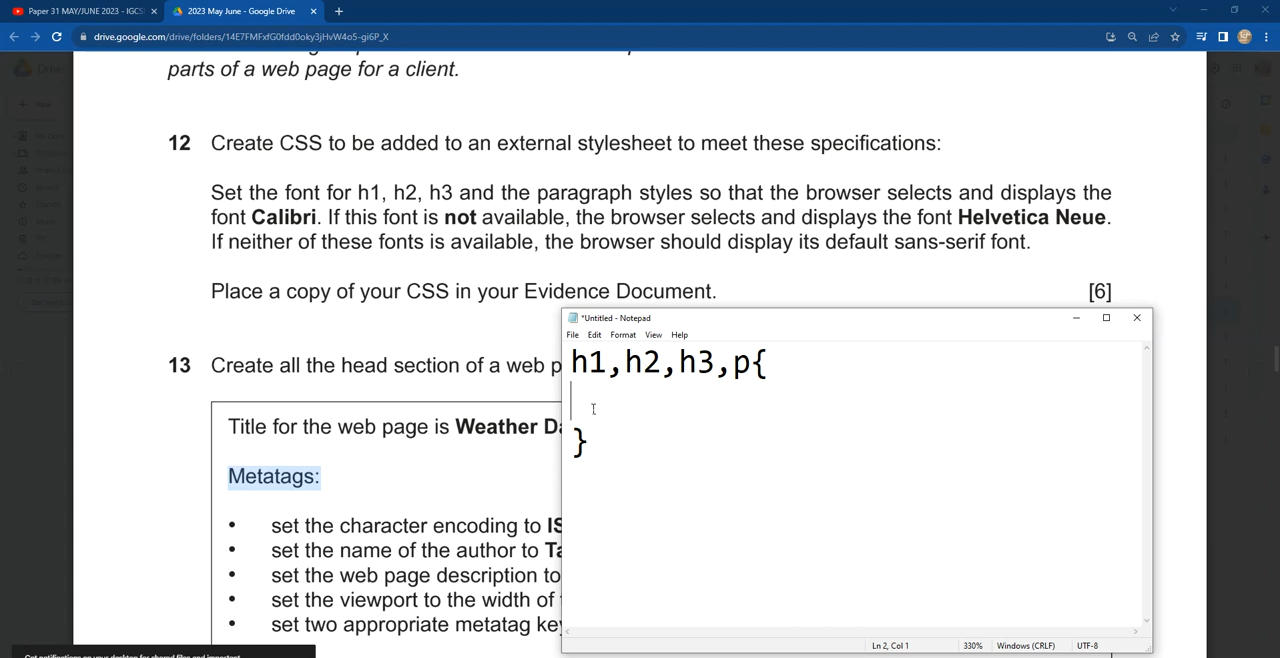 Paper 31 MAY/JUNE 2023 - IGCS
2023 May June - Google Drive
drive.google.com/drive/folders/14E7FMFxfG0fdd0oky3jHvW4o5-gi6P_X
parts of a web page for a client.
12 Create CSS to be added to an external stylesheet to meet these specifications:
Set the font for h1, h2, h3 and the paragraph styles so that the browser selects and displays the
font Calibri. If this font is not available, the browser selects and displays the font Helvetica Neue.
If neither of these fonts is available, the browser should display its default sans-serif font.
Place a copy of your CSS in your Evidence Document. [6]
*Untitled - Notepad
File Edit Format View Help
h1,h2,h3,p{
}
Ln 2, Col 1 330% Windows (CRLF) UTF-8
13 Create all the head section of a web p
Title for the web page is Weather Da
Metatags:
• set the character encoding to IS
• set the name of the author to Ta
• set the web page description to
• set the viewport to the width of
• set two appropriate metatag key